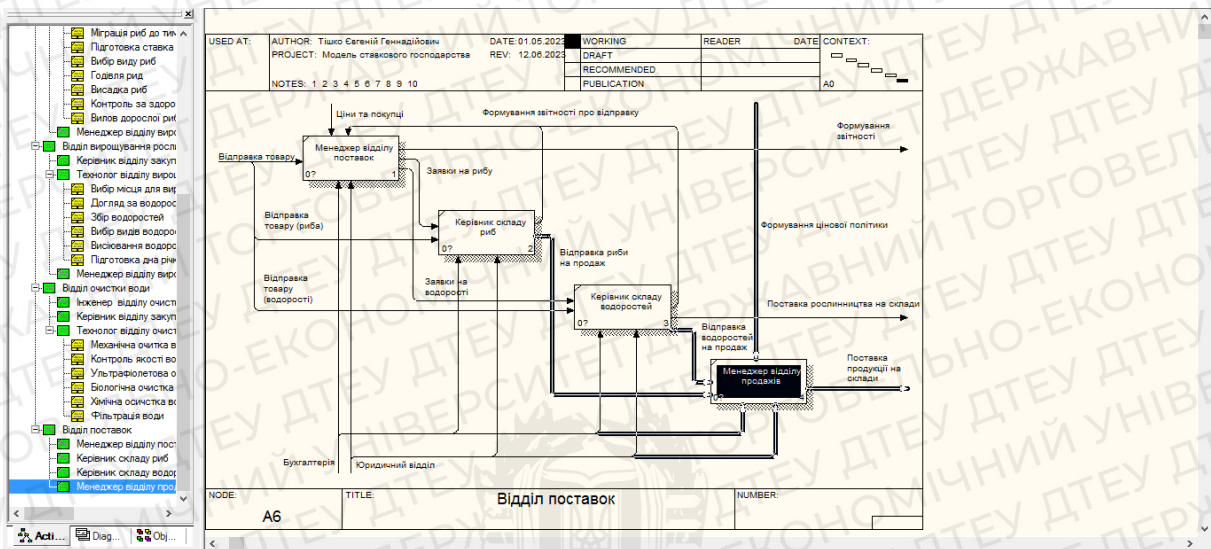 Міграція риб до тим
Підготовка ставка
Вибір виду риб
Годівля рид
Висадка риб
Контроль за здоро
Вилов дорослої риб
Менеджер відділу виро
Відділ вирощування росли
Керівник відділу закуп
Технолог відділу вирощ
Вибір місця для вир
Догляд за водорос
Збір водоростей
Вибір видів водоро
Висіювання водоро
Підготовка дна річк
Менеджер відділу виро
Відділ очистки води
Інженер відділу очист
Керівник відділу закуп
Технолог відділу очист
Механічна очитка в
Контроль якості во
Ультрафіолетова о
Біологічна очистка
Хімічна осичстка во
Фільтрація води
Відділ поставок
Менеджер відділу пост
Керівник складу риб
Керівник складу водор
Менеджер відділу прод
Acti...
Diag...
Obj...
USED AT:
AUTHOR: Тішко Євгеній Геннадійович
DATE: 01.05.2023
WORKING
READER
DATE
CONTEXT:
PROJECT: Модель ставкового господарства
REV: 12.06.2023
DRAFT
RECOMMENDED
NOTES: 1 2 3 4 5 6 7 8 9 10
PUBLICATION
A0
Ціни та покупці
Формування звітності про відправку
Формування
звітності
Відправка товару
Менеджер відділу
поставок
0?
1
Заявки на рибу
Відправка
товару (риба)
Керівник складу
риб
0?
2
Формування цінової політики
Відправка риби
на продаж
Відправка
товару
(водорості)
Заявки на
водорості
Керівник складу
водоростей
0?
3
Поставка рослинництва на склади
Відправка
водоростей
на продаж
Менеджер відділу
продажів
0?
4
Поставка
продукції на
склади
Бухгалтерія
Юридичний відділ
NODE:
A6
TITLE:
Відділ поставок
NUMBER: